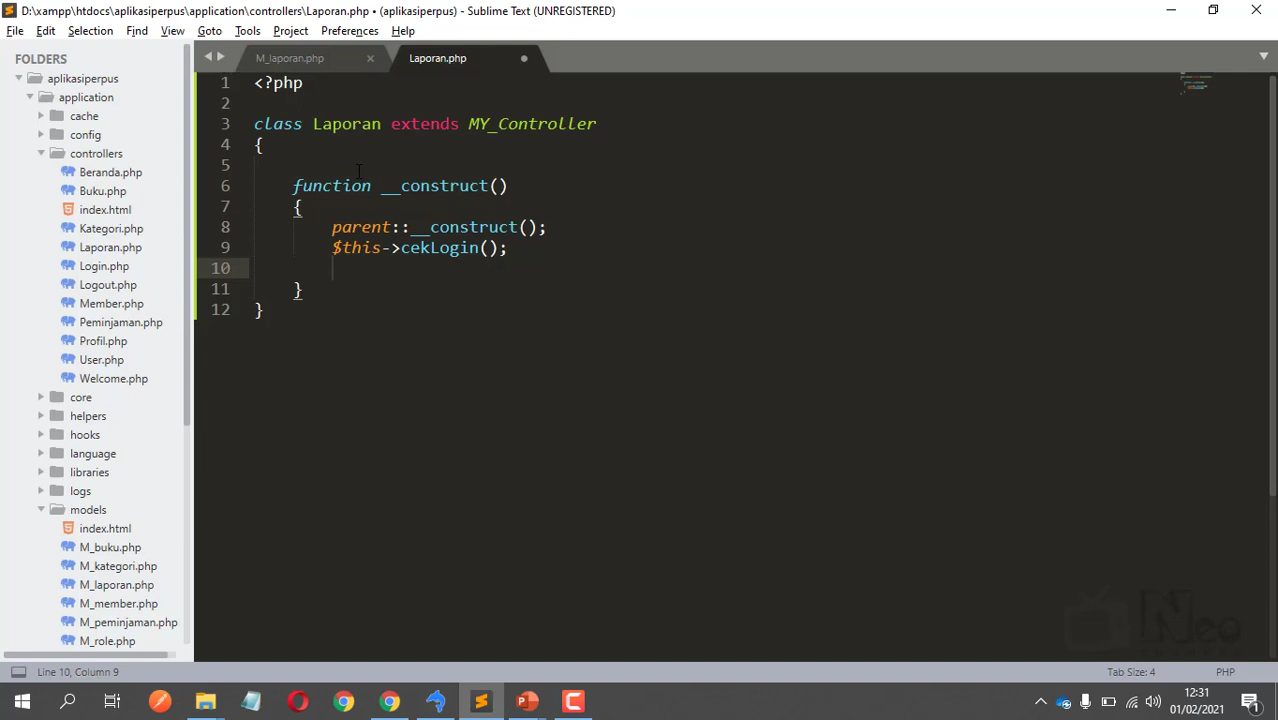 D:\xampp\htdocs\aplikasiperpus\application\controllers\Laporan.php • (aplikasiperpus) - Sublime Text (UNREGISTERED)
File Edit Selection Find View Goto Tools Project Preferences Help
FOLDERS
aplikasiperpus
application
cache
config
controllers
Beranda.php
Buku.php
index.html
Kategori.php
Laporan.php
Login.php
Logout.php
Member.php
Peminjaman.php
Profil.php
User.php
Welcome.php
core
helpers
hooks
language
libraries
logs
models
index.html
M_buku.php
M_kategori.php
M_laporan.php
M_member.php
M_peminjaman.php
M_role.php
M_laporan.php × Laporan.php
1 <?php
2
3 class Laporan extends MY_Controller
4 {
5
6 function __construct()
7 {
8 parent::__construct();
9 $this->cekLogin();
10
11 }
12 }
Neo
CHANNEL
Line 10, Column 9 Tab Size: 4 PHP
12:31
01/02/2021
1